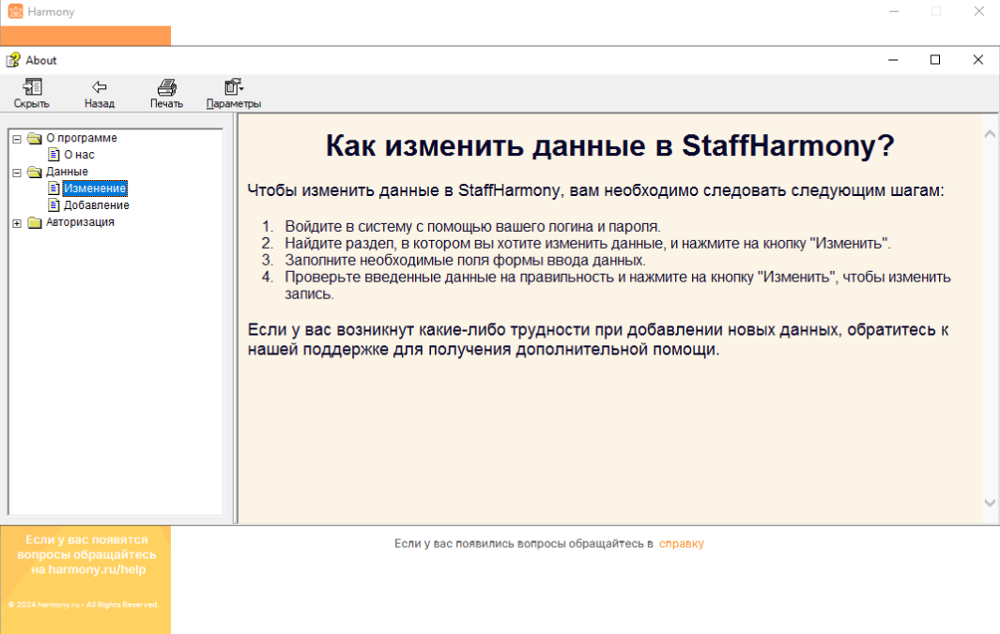 Harmony
About
Скрыть Назад Печать Параметры
О программе
О нас
Данные
Изменение
Добавление
Авторизация
Как изменить данные в StaffHarmony?
Чтобы изменить данные в StaffHarmony, вам необходимо следовать следующим шагам:
1. Войдите в систему с помощью вашего логина и пароля.
2. Найдите раздел, в котором вы хотите изменить данные, и нажмите на кнопку "Изменить".
3. Заполните необходимые поля формы ввода данных.
4. Проверьте введенные данные на правильность и нажмите на кнопку "Изменить", чтобы изменить
запись.
Если у вас возникнут какие-либо трудности при добавлении новых данных, обратитесь к
нашей поддержке для получения дополнительной помощи.
Если у вас появятся
вопросы обращайтесь
на harmony.ru/help
© 2024 harmony.ru - All Rights Reserved.
Если у вас появились вопросы обращайтесь в справку